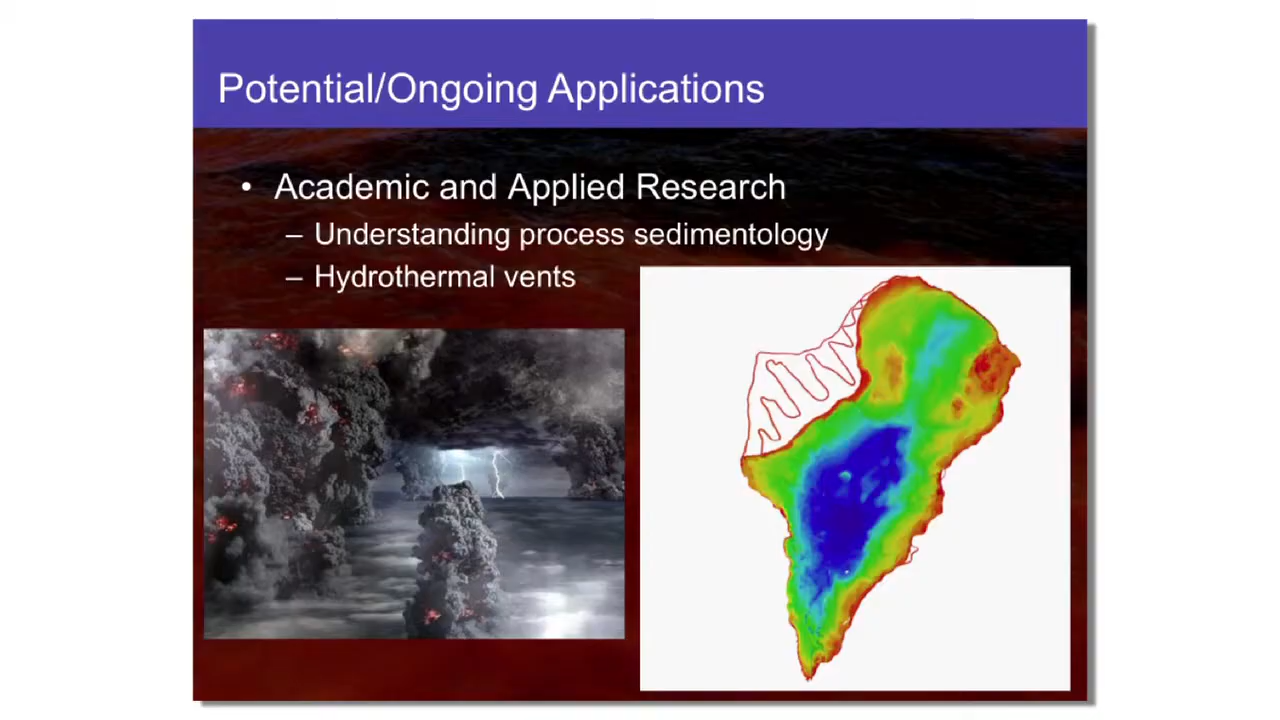 Potential/Ongoing Applications
• Academic and Applied Research
– Understanding process sedimentology
– Hydrothermal vents